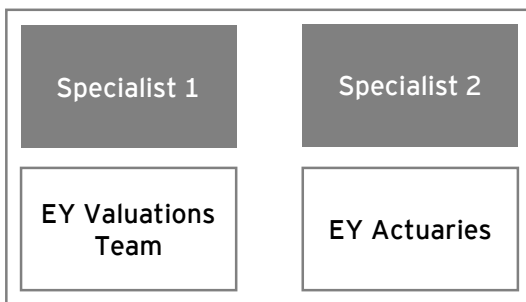 Specialist 1
Specialist 2
EY Valuations
Team
EY Actuaries